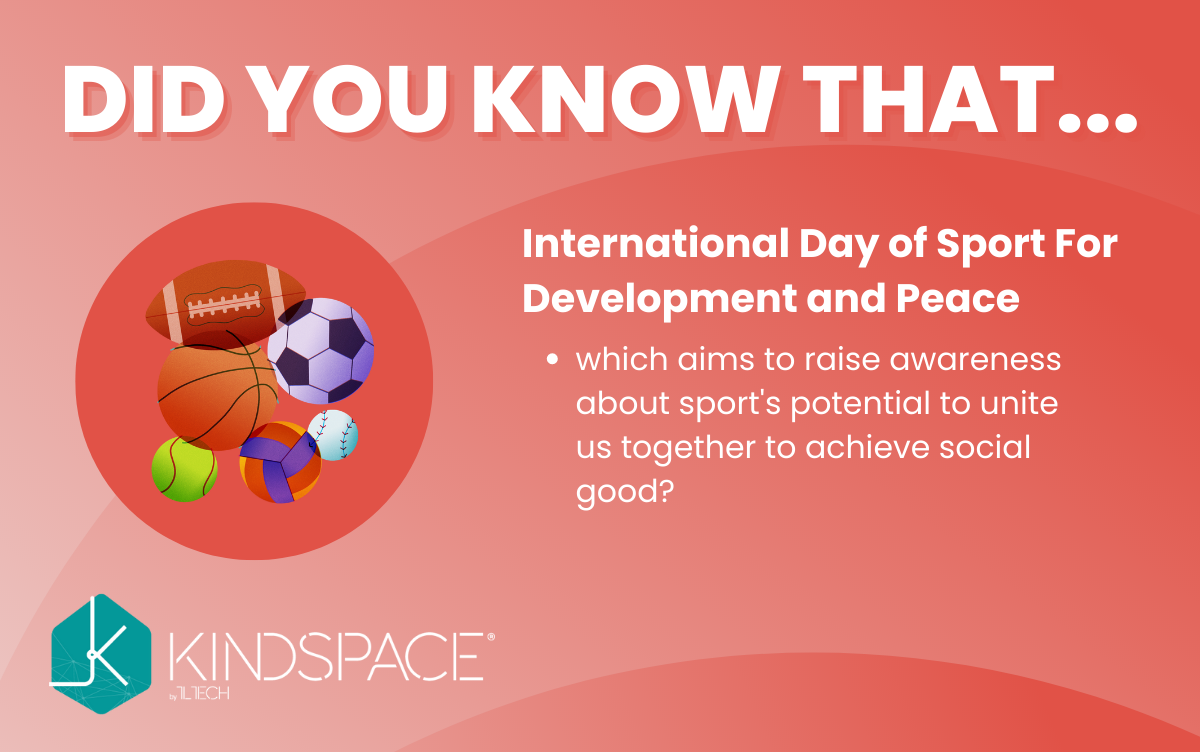 DID YOU KNOW THAT...
International Day of Sport For
Development and Peace
• which aims to raise awareness
about sport's potential to unite
us together to achieve social
good?
KINDSPACE®
by 1LTECH